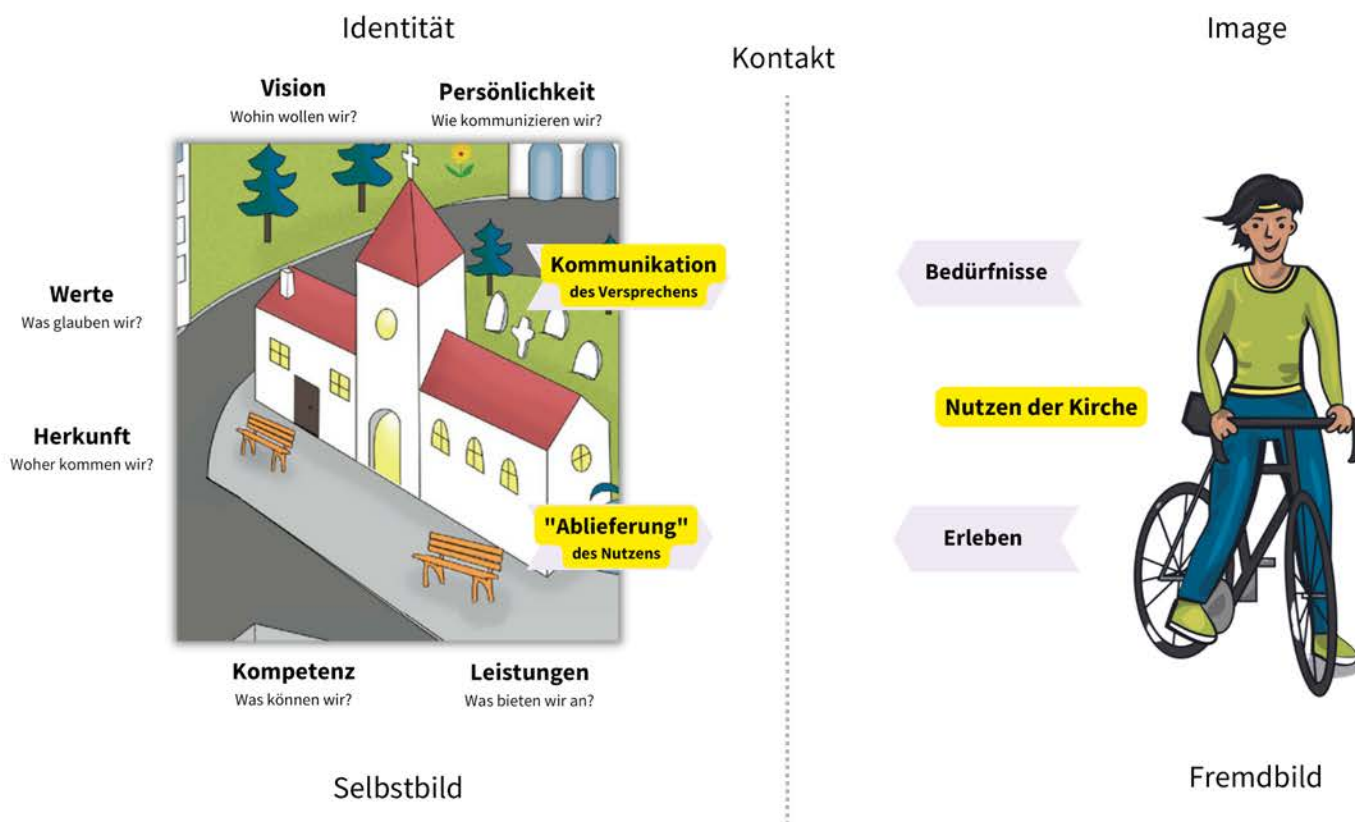 Identität
Image
Kontakt
Vision
Wohin wollen wir?
Persönlichkeit
Wie kommunizieren wir?
Kommunikation
des Versprechens
Bedürfnisse
Werte
Was glauben wir?
Nutzen der Kirche
Herkunft
Woher kommen wir?
"Ablieferung"
des Nutzens
Erleben
Kompetenz
Was können wir?
Leistungen
Was bieten wir an?
Selbstbild
Fremdbild